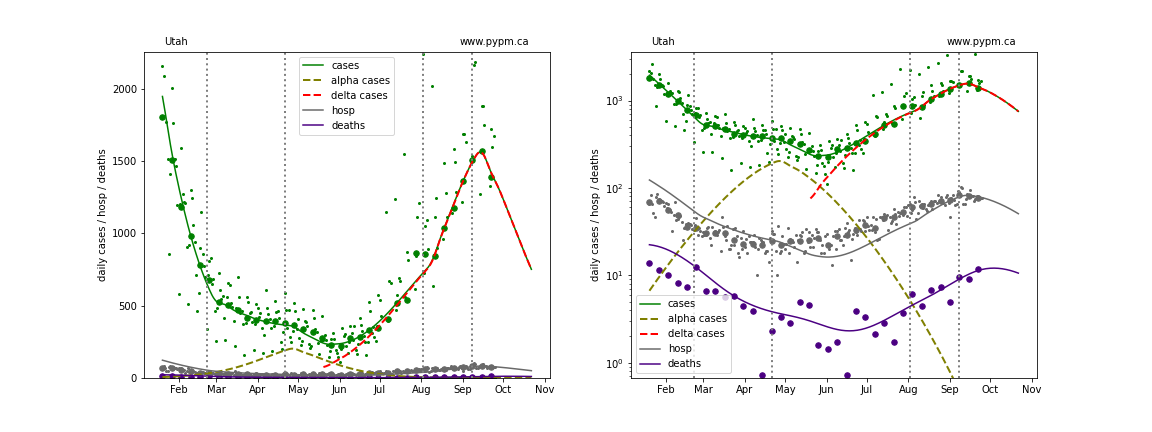 Utah
www.pypm.ca
daily cases / hosp / deaths
2000
1500
1000
500
0
cases
alpha cases
delta cases
hosp
deaths
Feb Mar Apr May Jun Jul Aug Sep Oct Nov
Utah
www.pypm.ca
daily cases / hosp / deaths
10³
10²
10¹
10⁰
cases
alpha cases
delta cases
hosp
deaths
Feb Mar Apr May Jun Jul Aug Sep Oct Nov